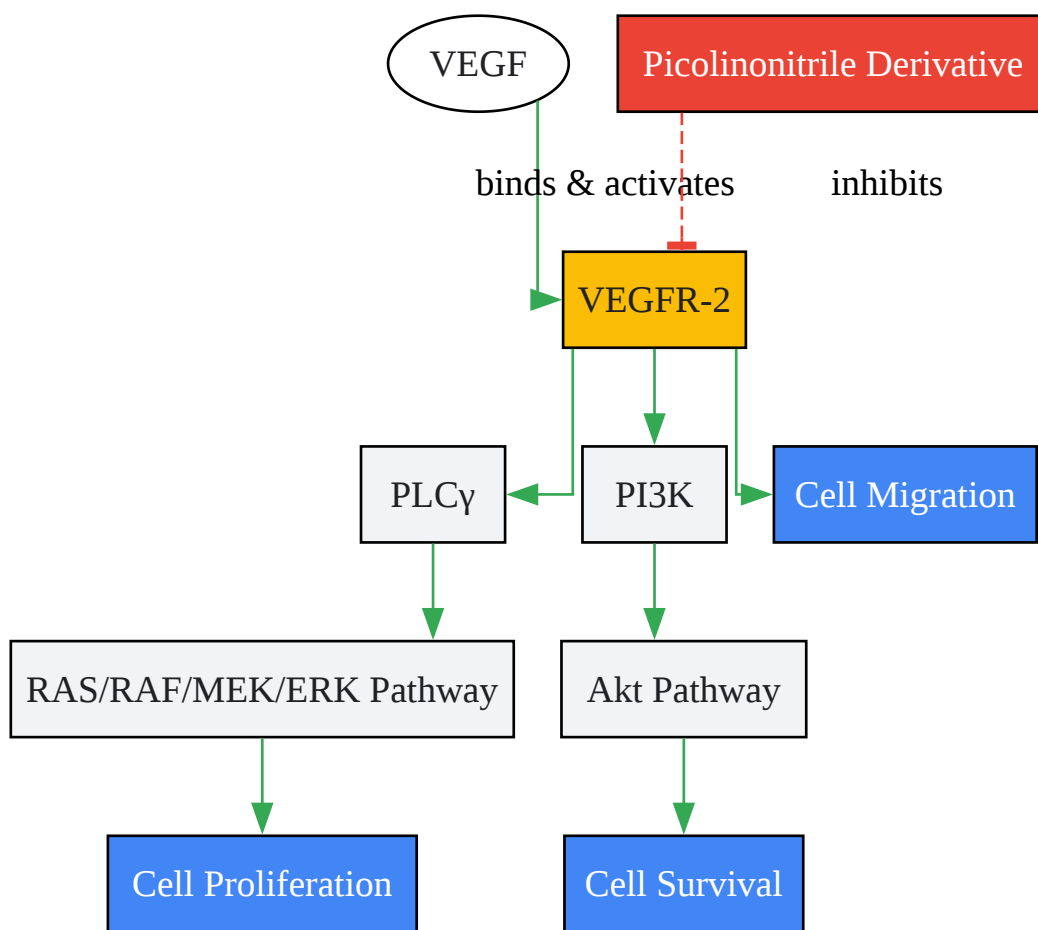 VEGF
Picolinonitrile Derivative
binds & activates
inhibits
VEGFR-2
PLCγ
PI3K
Cell Migration
RAS/RAF/MEK/ERK Pathway
Akt Pathway
Cell Proliferation
Cell Survival